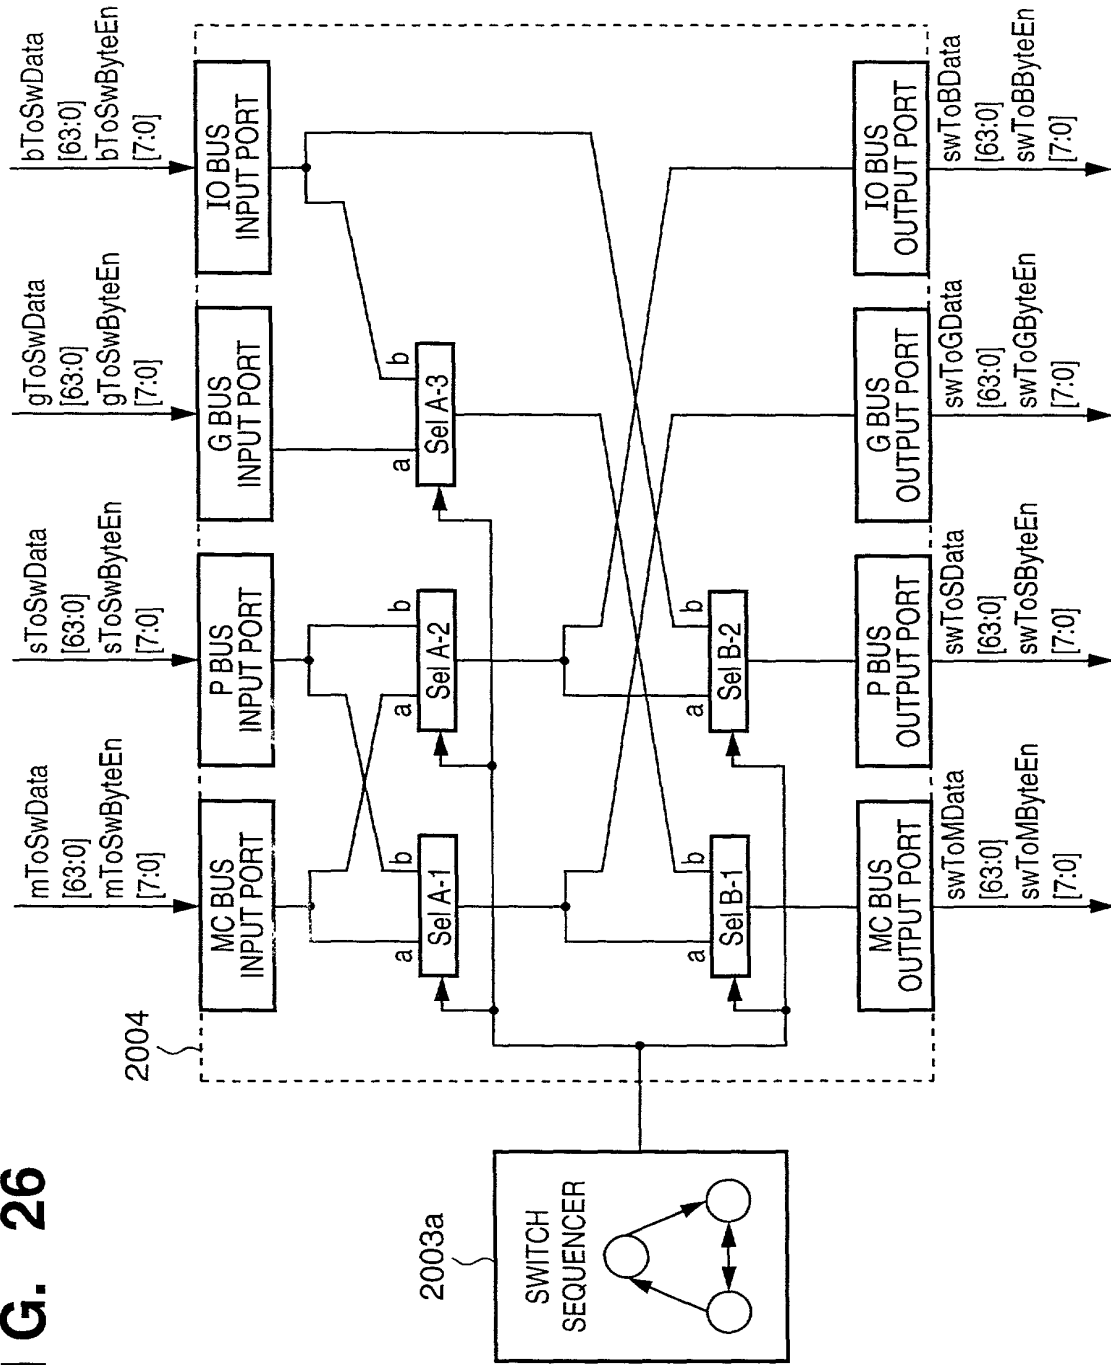 FIG. 26
mToSwData
[63:0]
mToSwByteEn
[7:0]
sToSwData
[63:0]
sToSwByteEn
[7:0]
gToSwData
[63:0]
gToSwByteEn
[7:0]
bToSwData
[63:0]
bToSwByteEn
[7:0]
2004
MC BUS
INPUT PORT
P BUS
INPUT PORT
G BUS
INPUT PORT
IO BUS
INPUT PORT
a
b
Sel A-1
a
b
Sel A-2
a
b
Sel A-3
2003a
SWITCH
SEQUENCER
a
b
Sel B-1
a
b
Sel B-2
MC BUS
OUTPUT PORT
P BUS
OUTPUT PORT
G BUS
OUTPUT PORT
IO BUS
OUTPUT PORT
swToMData
[63:0]
swToMByteEn
[7:0]
swToSData
[63:0]
swToSByteEn
[7:0]
swToGData
[63:0]
swToGByteEn
[7:0]
swToBData
[63:0]
swToBByteEn
[7:0]